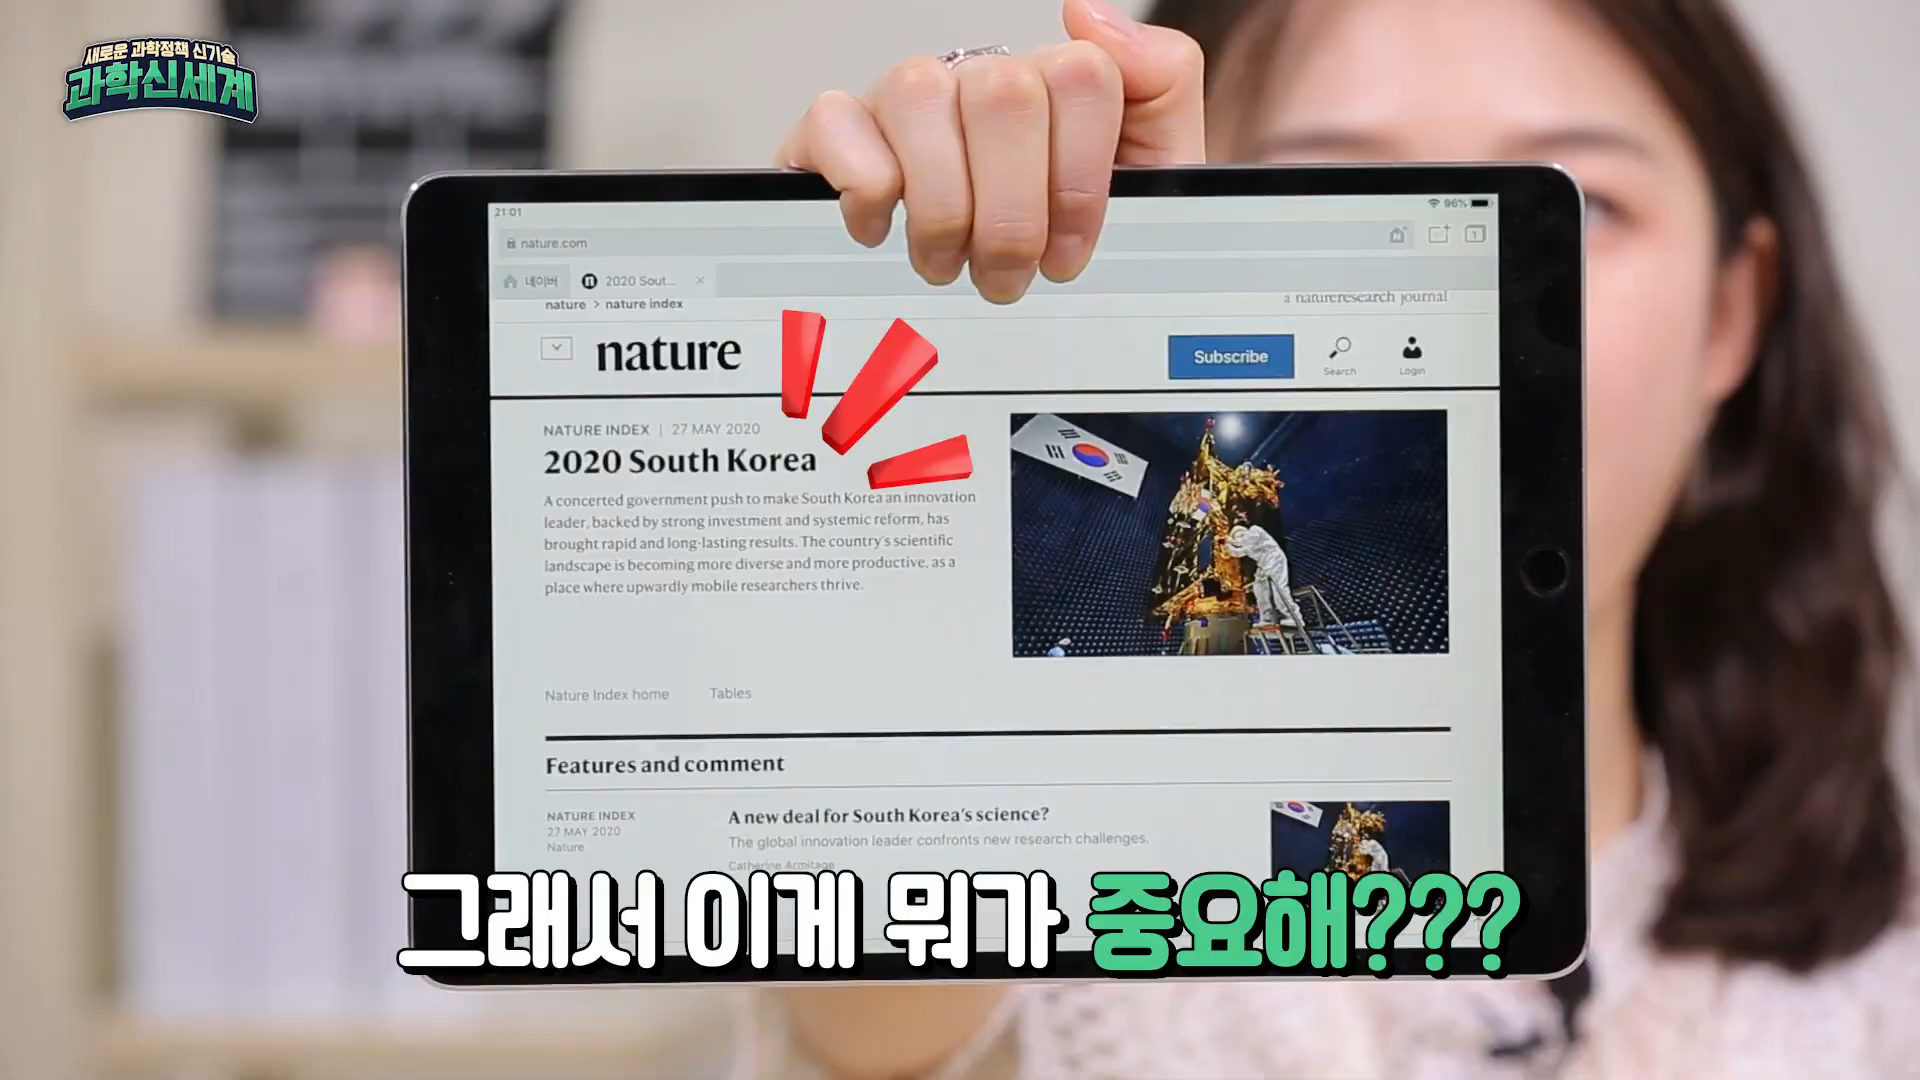 새로운 과학정책 신기술
과학신세계
21:01
96%
nature.com
네이버
2020 Sout...
nature > nature index
a natureresearch journal
nature
Subscribe
Search
Login
NATURE INDEX | 27 MAY 2020
2020 South Korea
A concerted government push to make South Korea an innovation
leader, backed by strong investment and systemic reform, has
brought rapid and long-lasting results. The country's scientific
landscape is becoming more diverse and more productive, as a
place where upwardly mobile researchers thrive.
Nature Index home
Tables
Features and comment
NATURE INDEX
27 MAY 2020
Nature
A new deal for South Korea's science?
The global innovation leader confronts new research challenges.
Catherine Armitage
그래서 이게 뭐가 중요해???